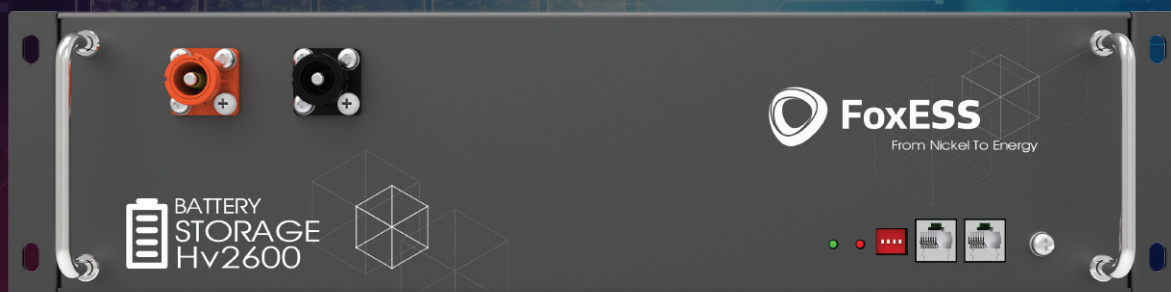 FoxESS
From Nickel To Energy
BATTERY
STORAGE
Hv2600